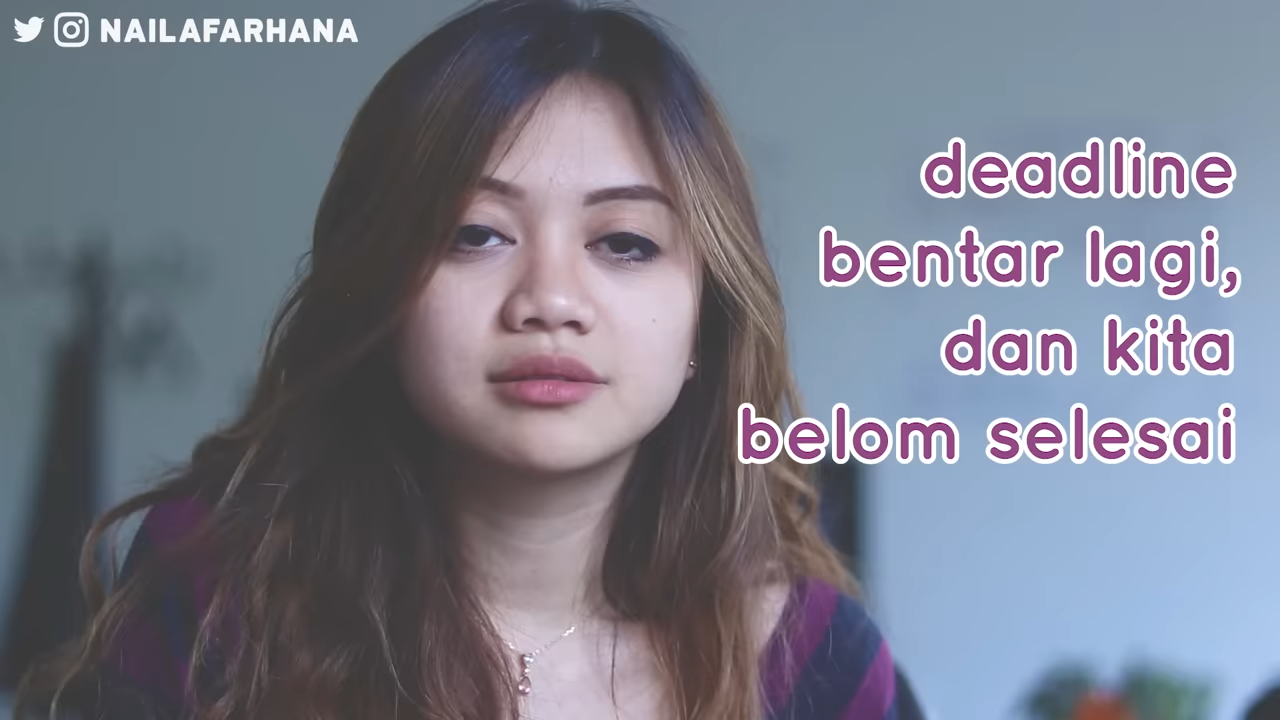 NAILAFARHANA
deadline
bentar lagi,
dan kita
belom selesai